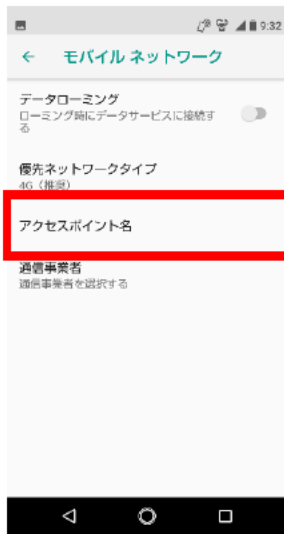 9:32
モバイル ネットワーク
データローミング
ローミング時にデータサービスに接続す
る
優先ネットワークタイプ
4G（推奨）
アクセスポイント名
通信事業者
通信事業者を選択する